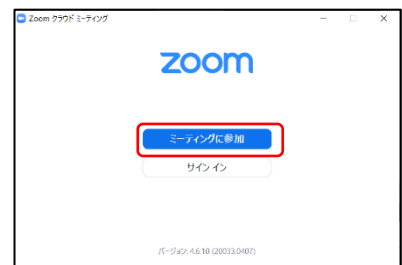 Zoom クラウド ミーティング
zoom
ミーティングに参加
サイン イン
バージョン: 4.6.10 (20033.0407)